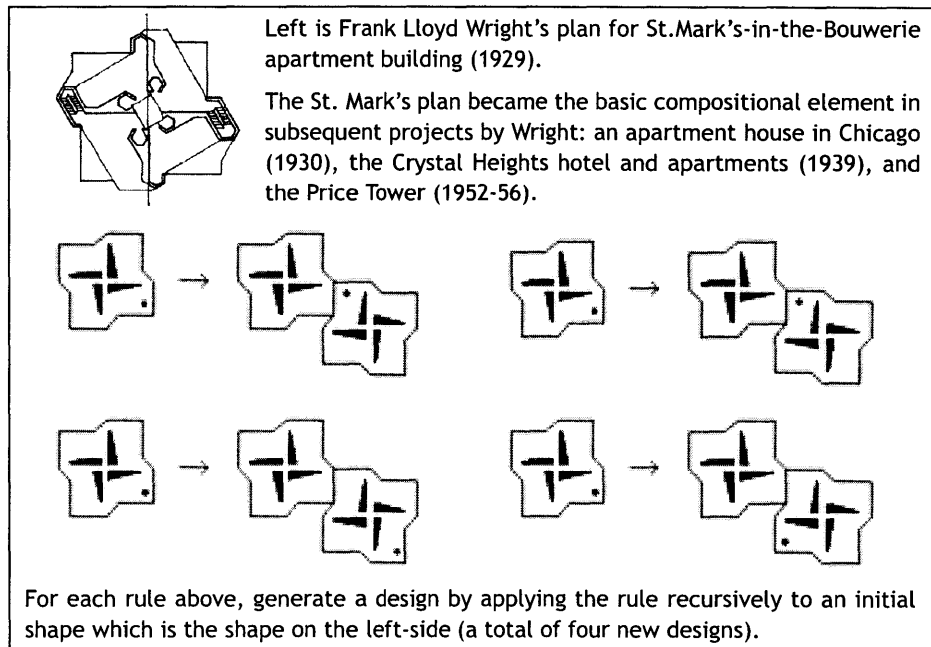 Left is Frank Lloyd Wright's plan for St.Mark's-in-the-Bouwerie
apartment building (1929).
The St. Mark's plan became the basic compositional element in
subsequent projects by Wright: an apartment house in Chicago
(1930), the Crystal Heights hotel and apartments (1939), and
the Price Tower (1952-56).
For each rule above, generate a design by applying the rule recursively to an initial
shape which is the shape on the left-side (a total of four new designs).